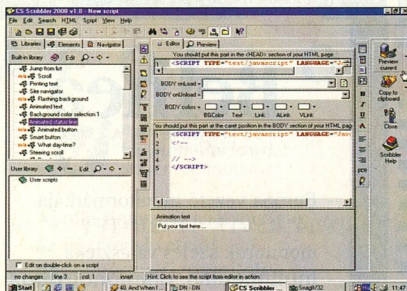 CS Scribbler 2000 v1.0 - New script
File Edit Search HTML Script View Help
Libraries Elements Navigator
Editor Preview
Built-in library Edit
Jump from list
Scroll
Printing text
Site navigator
Flashing background
Animated text
Background color selection 1
Animated status line
Animated button
Smart button
What day-time?
Steering scroll
User library Edit
User scripts
Edit on double-click on a script
You should put this part in the <HEAD> section of your HTML page
<SCRIPT TYPE="text/javascript" LANGUAGE=
BODY onLoad =
BODY onUnload =
BODY colors =
BGColor Text Link ALink VLink
You should put this part at the caret position in the BODY section of your HTML pag
<SCRIPT TYPE="text/javascript" LANGUAGE=
2 <!--
3
4 // -->
5 </SCRIPT>
Animation text
Put your text here ...
Preview current
Copy to clipboard
Close
Scribbler Help
no changes line 3 col. 1 insert Hint: Click to see the script from editor in action.
Start 48. And When I... DN - DN CS Scribbler ... SnagIt/32 11:47